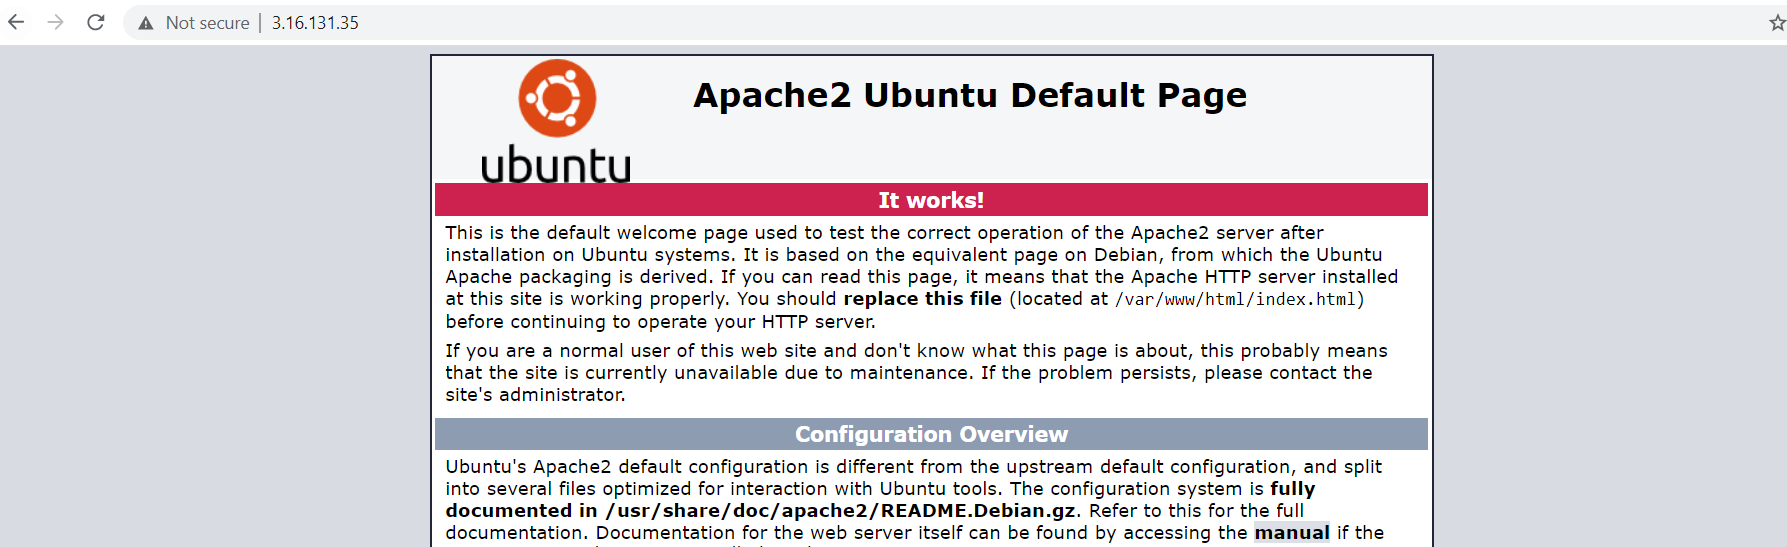 Not secure | 3.16.131.35
ubuntu
Apache2 Ubuntu Default Page
It works!
This is the default welcome page used to test the correct operation of the Apache2 server after
installation on Ubuntu systems. It is based on the equivalent page on Debian, from which the Ubuntu
Apache packaging is derived. If you can read this page, it means that the Apache HTTP server installed
at this site is working properly. You should replace this file (located at /var/www/html/index.html)
before continuing to operate your HTTP server.
If you are a normal user of this web site and don't know what this page is about, this probably means
that the site is currently unavailable due to maintenance. If the problem persists, please contact the
site's administrator.
Configuration Overview
Ubuntu's Apache2 default configuration is different from the upstream default configuration, and split
into several files optimized for interaction with Ubuntu tools. The configuration system is fully
documented in /usr/share/doc/apache2/README.Debian.gz. Refer to this for the full
documentation. Documentation for the web server itself can be found by accessing the manual if the